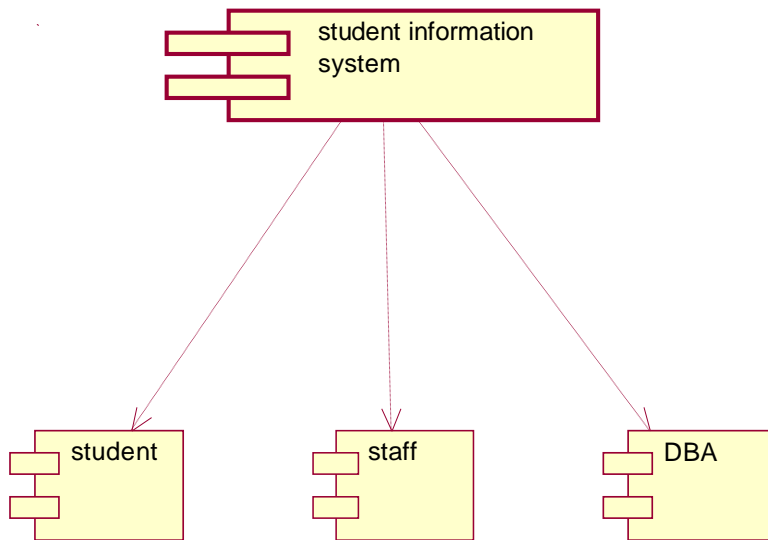 student information
system
student
staff
DBA